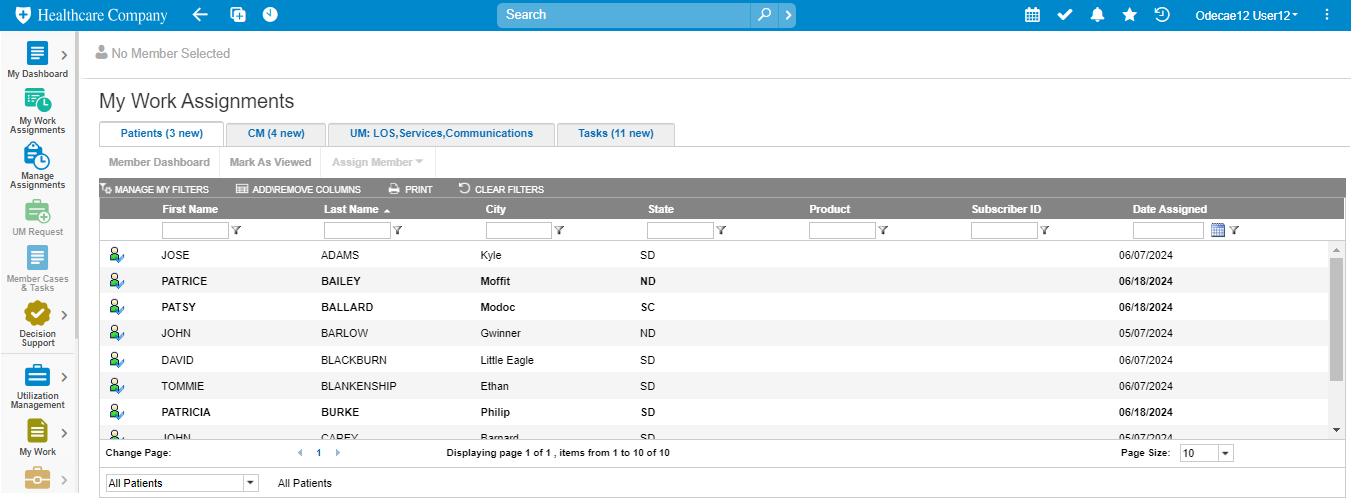 Healthcare Company
Search
Odecae12 User12
No Member Selected
My Dashboard
My Work
Assignments
Manage
Assignments
UM Request
Member Cases
& Tasks
Decision
Support
Utilization
Management
My Work
My Work Assignments
Patients (3 new) CM (4 new) UM: LOS,Services,Communications Tasks (11 new)
Member Dashboard Mark As Viewed Assign Member
MANAGE MY FILTERS ADD\REMOVE COLUMNS PRINT CLEAR FILTERS
First Name Last Name City State Product Subscriber ID Date Assigned
JOSE ADAMS Kyle SD 06/07/2024
PATRICE BAILEY Moffit ND 06/18/2024
PATSY BALLARD Modoc SC 06/18/2024
JOHN BARLOW Gwinner ND 05/07/2024
DAVID BLACKBURN Little Eagle SD 06/07/2024
TOMMIE BLANKENSHIP Ethan SD 06/07/2024
PATRICIA BURKE Philip SD 06/18/2024
JOHN CAREY Barnard SD 05/07/2024
Change Page: 1 Displaying page 1 of 1 , items from 1 to 10 of 10 Page Size: 10
All Patients All Patients